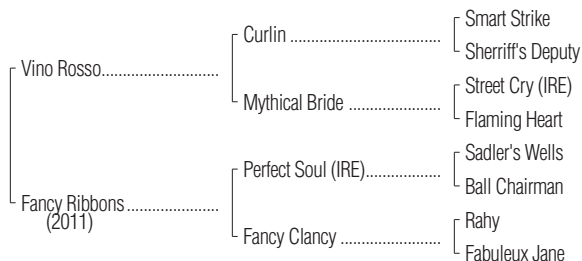 Smart Strike
Curlin
Sherriff's Deputy
Vino Rosso
Street Cry (IRE)
Mythical Bride
Flaming Heart
Sadler's Wells
Perfect Soul (IRE)
Ball Chairman
Fancy Ribbons
(2011)
Rahy
Fancy Clancy
Fabuleux Jane